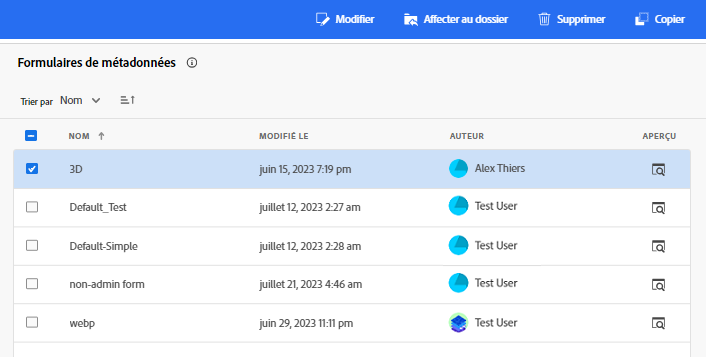 Modifier Affecter au dossier Supprimer Copier
Formulaires de métadonnées
Trier par Nom
NOM MODIFIÉ LE AUTEUR APERÇU
3D juin 15, 2023 7:19 pm Alex Thiers
Default_Test juillet 12, 2023 2:27 am Test User
Default-Simple juillet 12, 2023 2:28 am Test User
non-admin form juillet 21, 2023 4:46 am Test User
webp juin 29, 2023 11:11 pm Test User